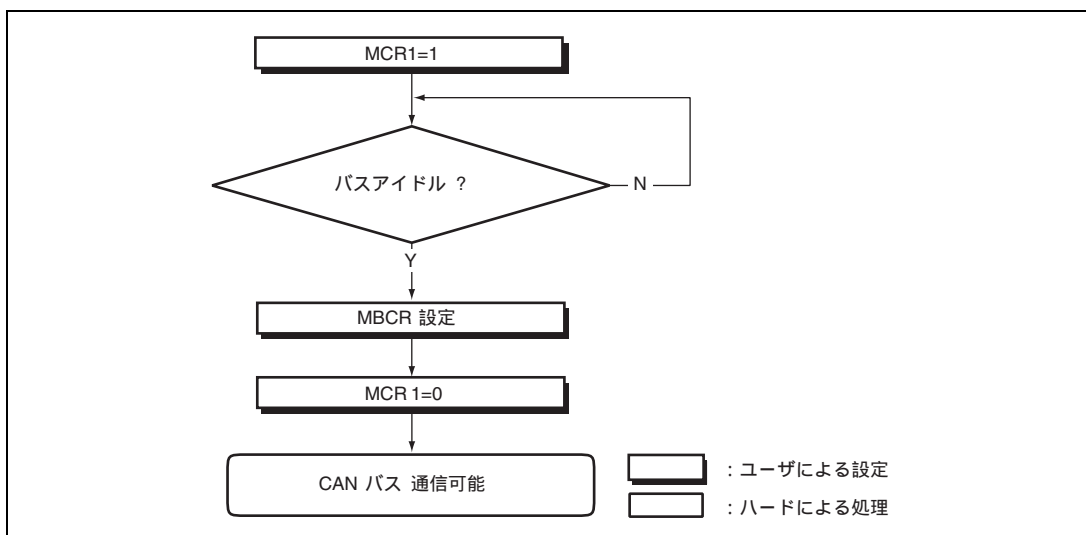 MCR1=1
バスアイドル ?
N
Y
MBCR 設定
MCR 1=0
CAN バス 通信可能
: ユーザによる設定
: ハードによる処理